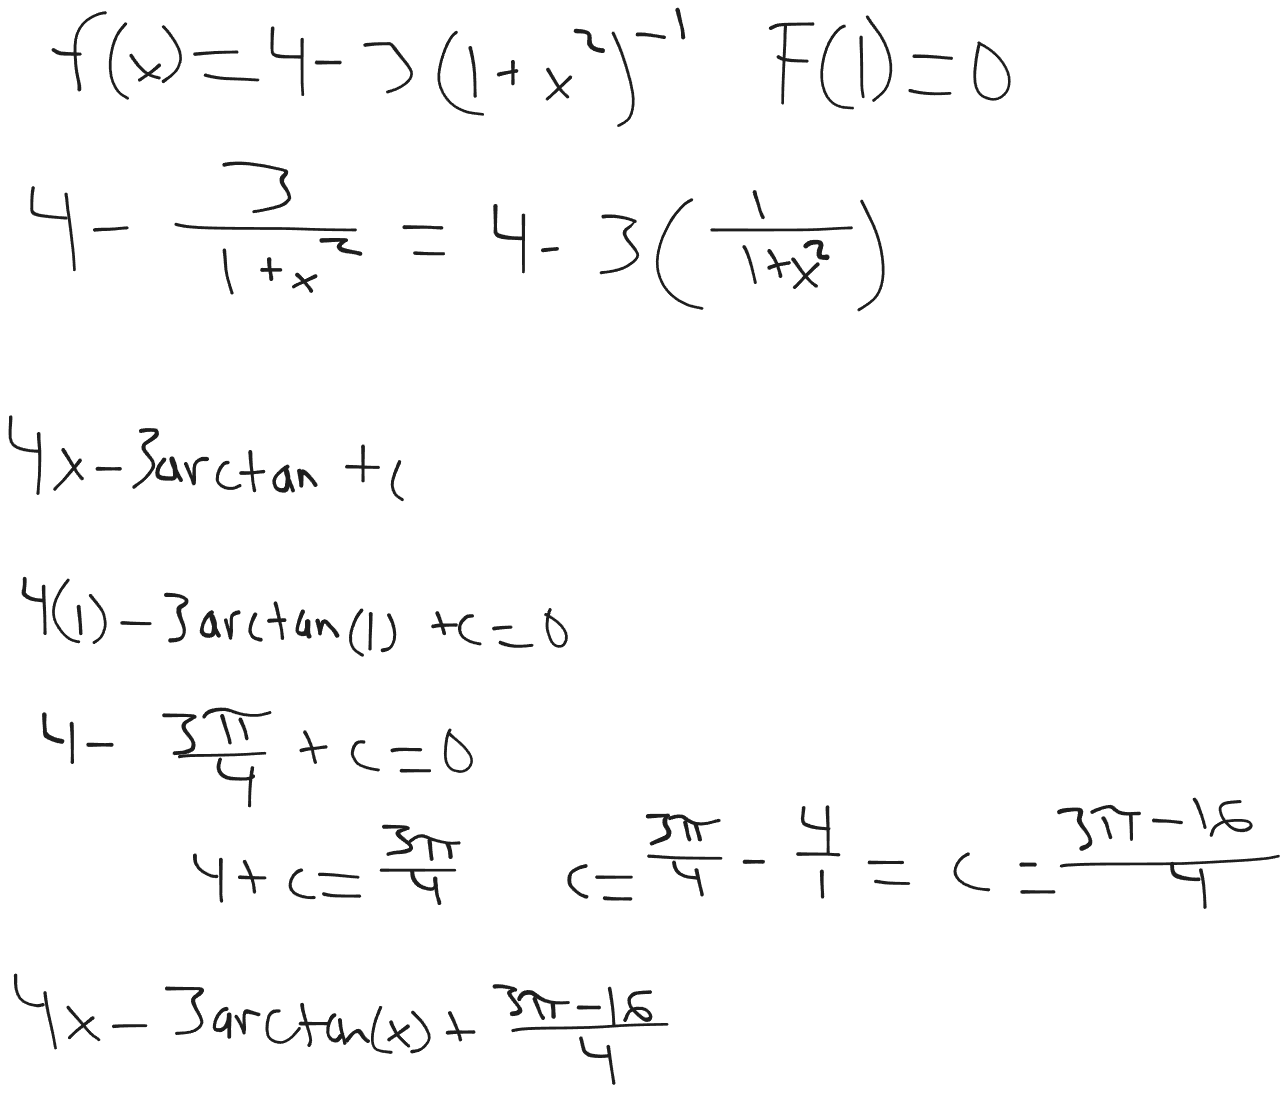 f(x) = 4 - 3(1 + x²)⁻¹ F(1) = 0
4 - 3/(1 + x²) = 4 - 3(1/(1+x²))
4x - 3arctan + c
4(1) - 3arctan(1) + c = 0
4 - 3π/4 + c = 0
4 + c = 3π/4 c = 3π/4 - 4/1 = c = (3π - 16)/4
4x - 3arctan(x) + (3π - 16)/4